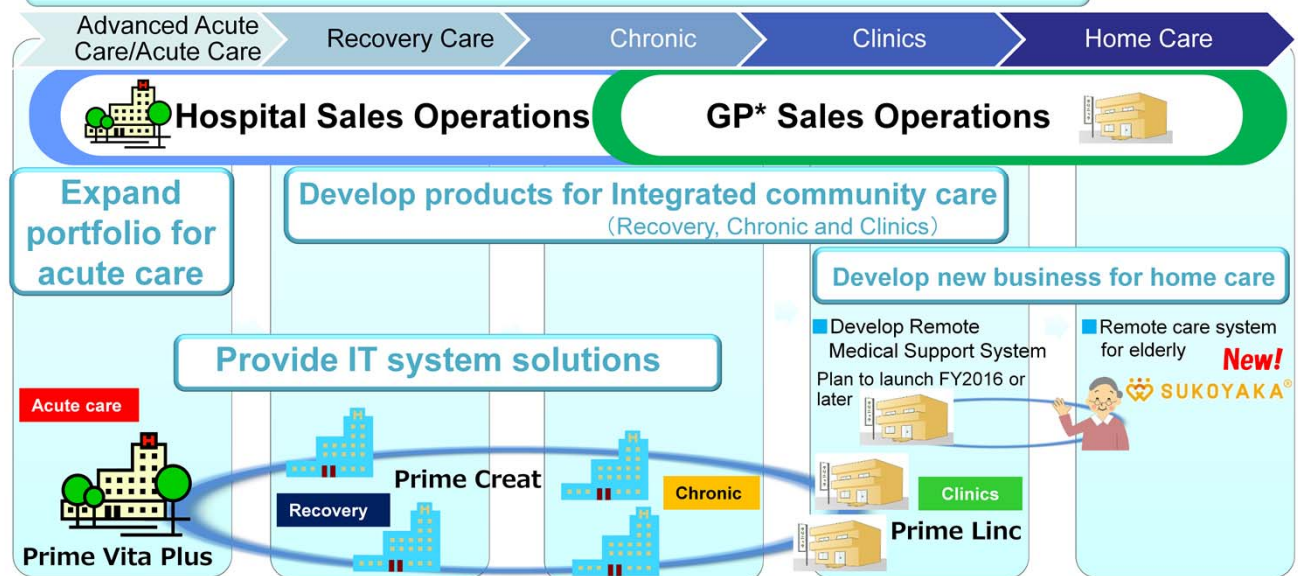 Advanced Acute
Care/Acute Care
Recovery Care
Chronic
Clinics
Home Care
Hospital Sales Operations
GP* Sales Operations
Expand
portfolio for
acute care
Develop products for Integrated community care
（Recovery, Chronic and Clinics）
Develop new business for home care
Develop Remote
Medical Support System
Plan to launch FY2016 or
later
Remote care system
for elderly
New!
SUKOYAKA®
Provide IT system solutions
Acute care
Prime Vita Plus
Recovery
Prime Creat
Chronic
Clinics
Prime Linc
H
H
H
H
H
H